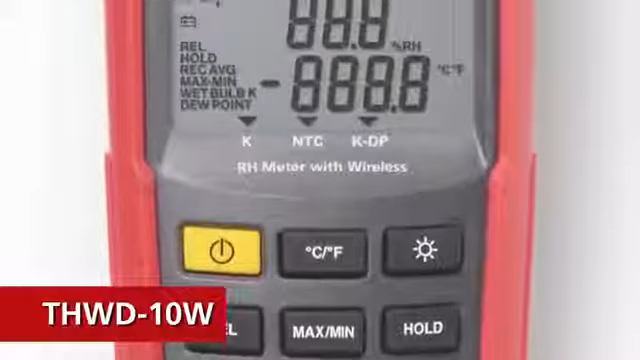 88.8 %RH
REL
HOLD
REC AVG
MAX-MIN
WET BULB K
DEW POINT
-888.8 °C°F
K NTC K-DP
RH Meter with Wireless
°C/°F
MAX/MIN HOLD
THWD-10W